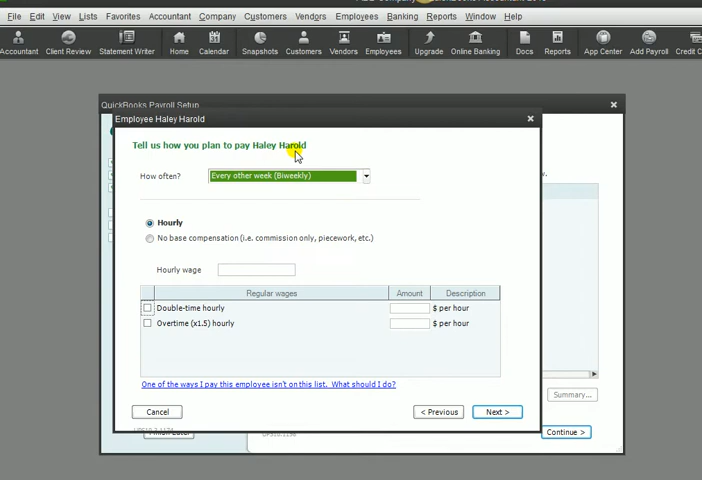 File Edit View Lists Favorites Accountant Company Customers Vendors Employees Banking Reports Window Help
Accountant Client Review Statement Writer Home Calendar Snapshots Customers Vendors Employees Upgrade Online Banking Docs Reports App Center Add Payroll Credit C
QuickBooks Payroll Setup
Employee Haley Harold
Tell us how you plan to pay Haley Harold
How often? Every other week (Biweekly)
Hourly
No base compensation (i.e. commission only, piecework, etc.)
Hourly wage
Regular wages Amount Description
Double-time hourly $ per hour
Overtime (x1.5) hourly $ per hour
One of the ways I pay this employee isn't on this list. What should I do?
Summary...
Cancel < Previous Next >
Finish Later Continue >